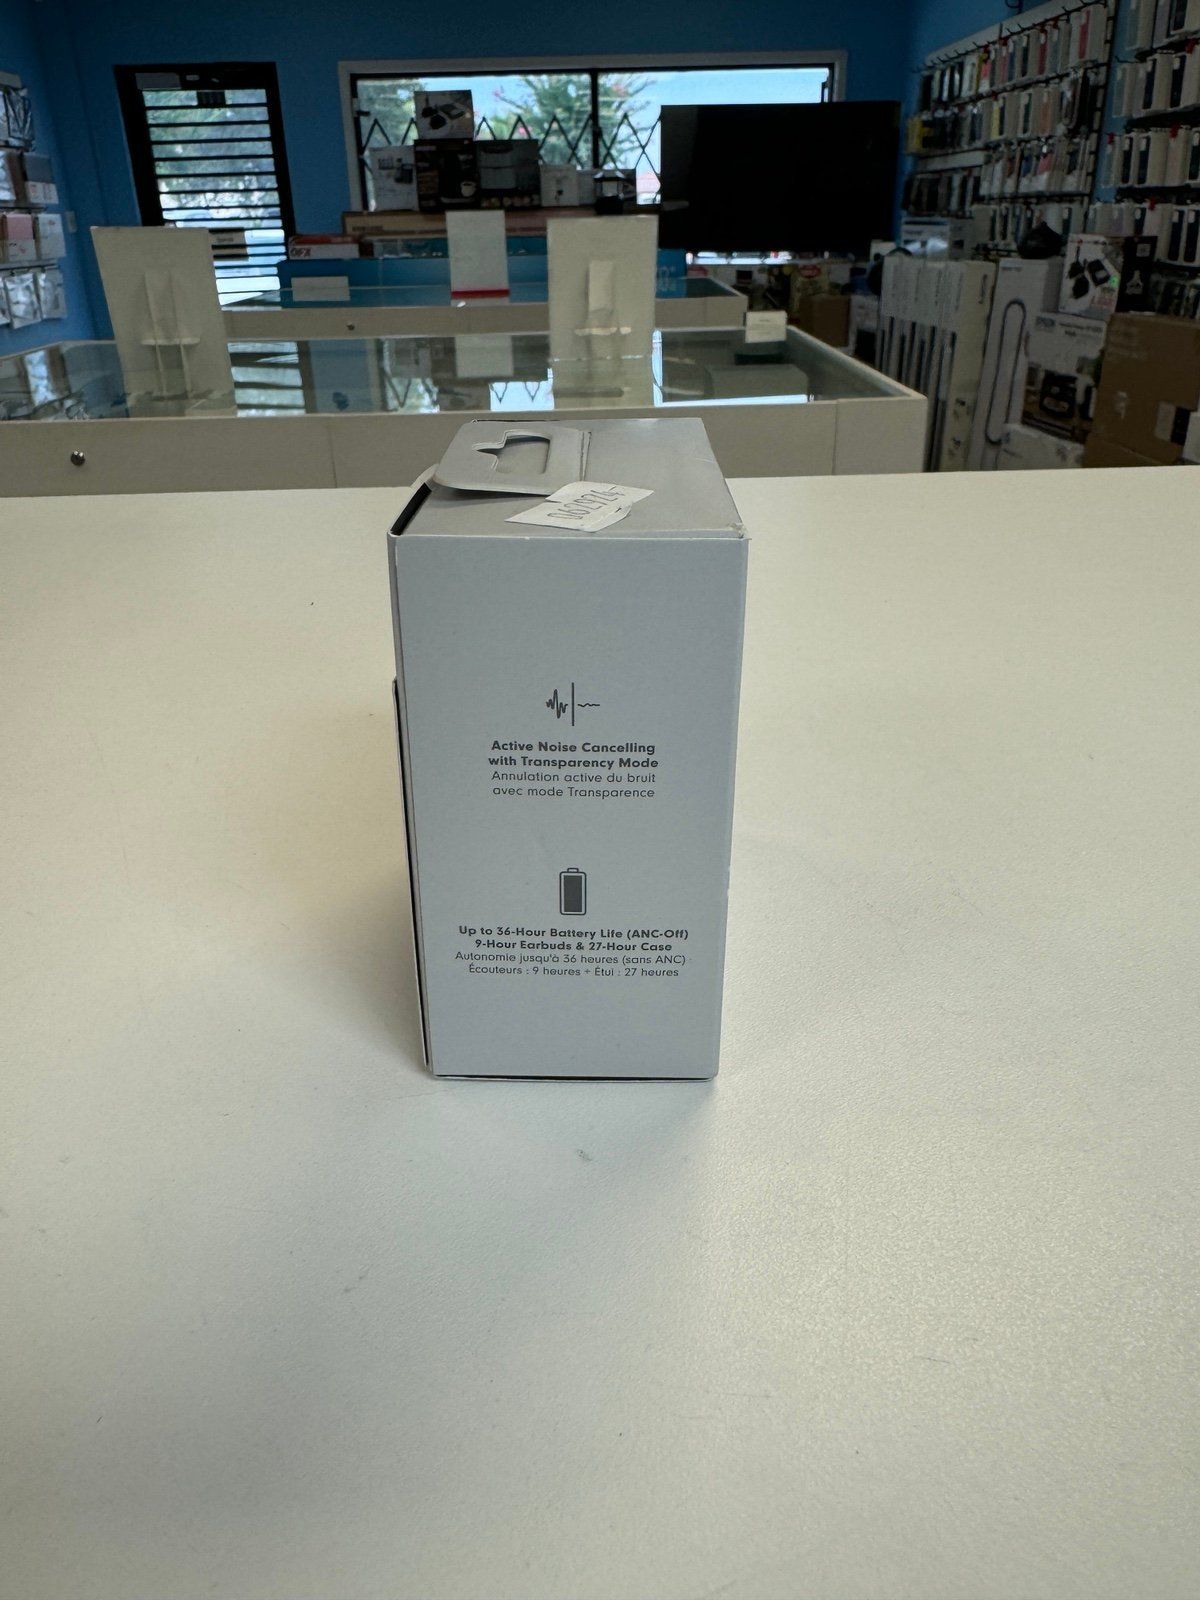 062924
Active Noise Cancelling
with Transparency Mode
Annulation active du bruit
avec mode Transparence
Up to 36-Hour Battery Life (ANC-Off)
9-Hour Earbuds & 27-Hour Case
Autonomie jusqu'à 36 heures (sans ANC) :
Écouteurs : 9 heures + Étui : 27 heures